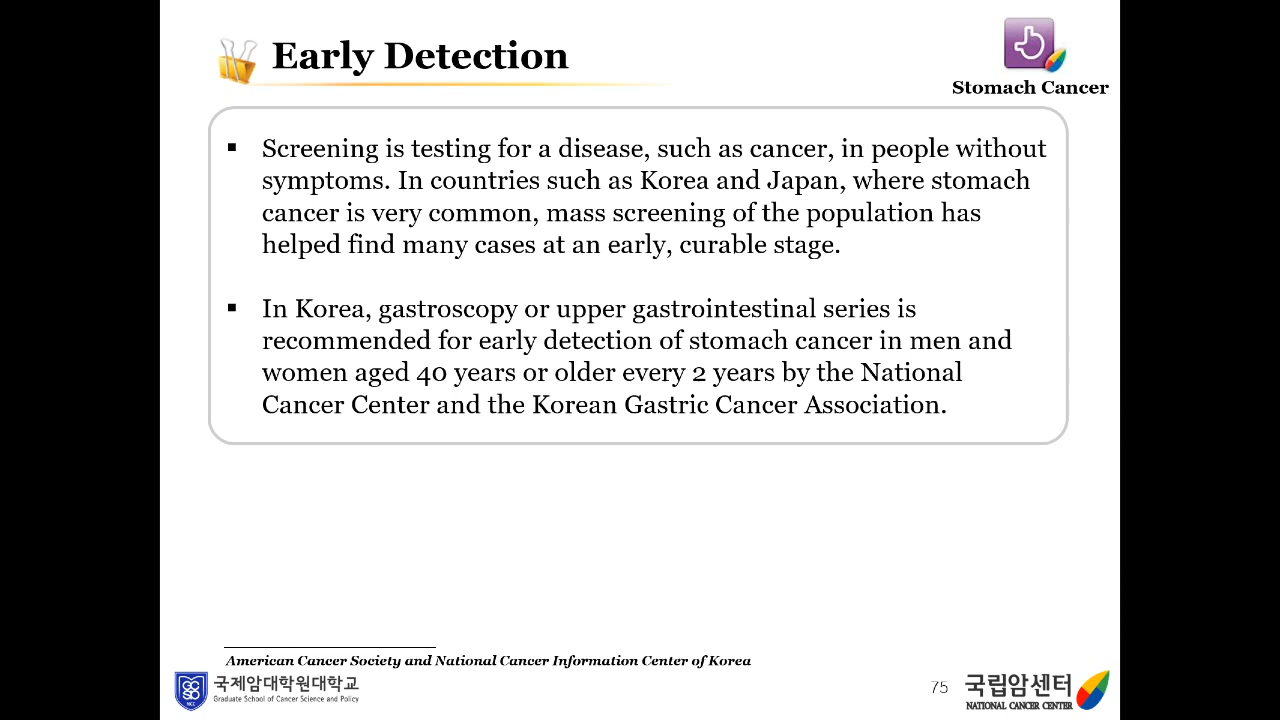 Early Detection
Stomach Cancer
▪ Screening is testing for a disease, such as cancer, in people without
symptoms. In countries such as Korea and Japan, where stomach
cancer is very common, mass screening of the population has
helped find many cases at an early, curable stage.
▪ In Korea, gastroscopy or upper gastrointestinal series is
recommended for early detection of stomach cancer in men and
women aged 40 years or older every 2 years by the National
Cancer Center and the Korean Gastric Cancer Association.
American Cancer Society and National Cancer Information Center of Korea
국제암대학원대학교
Graduate School of Cancer Science and Policy
75
국립암센터
NATIONAL CANCER CENTER